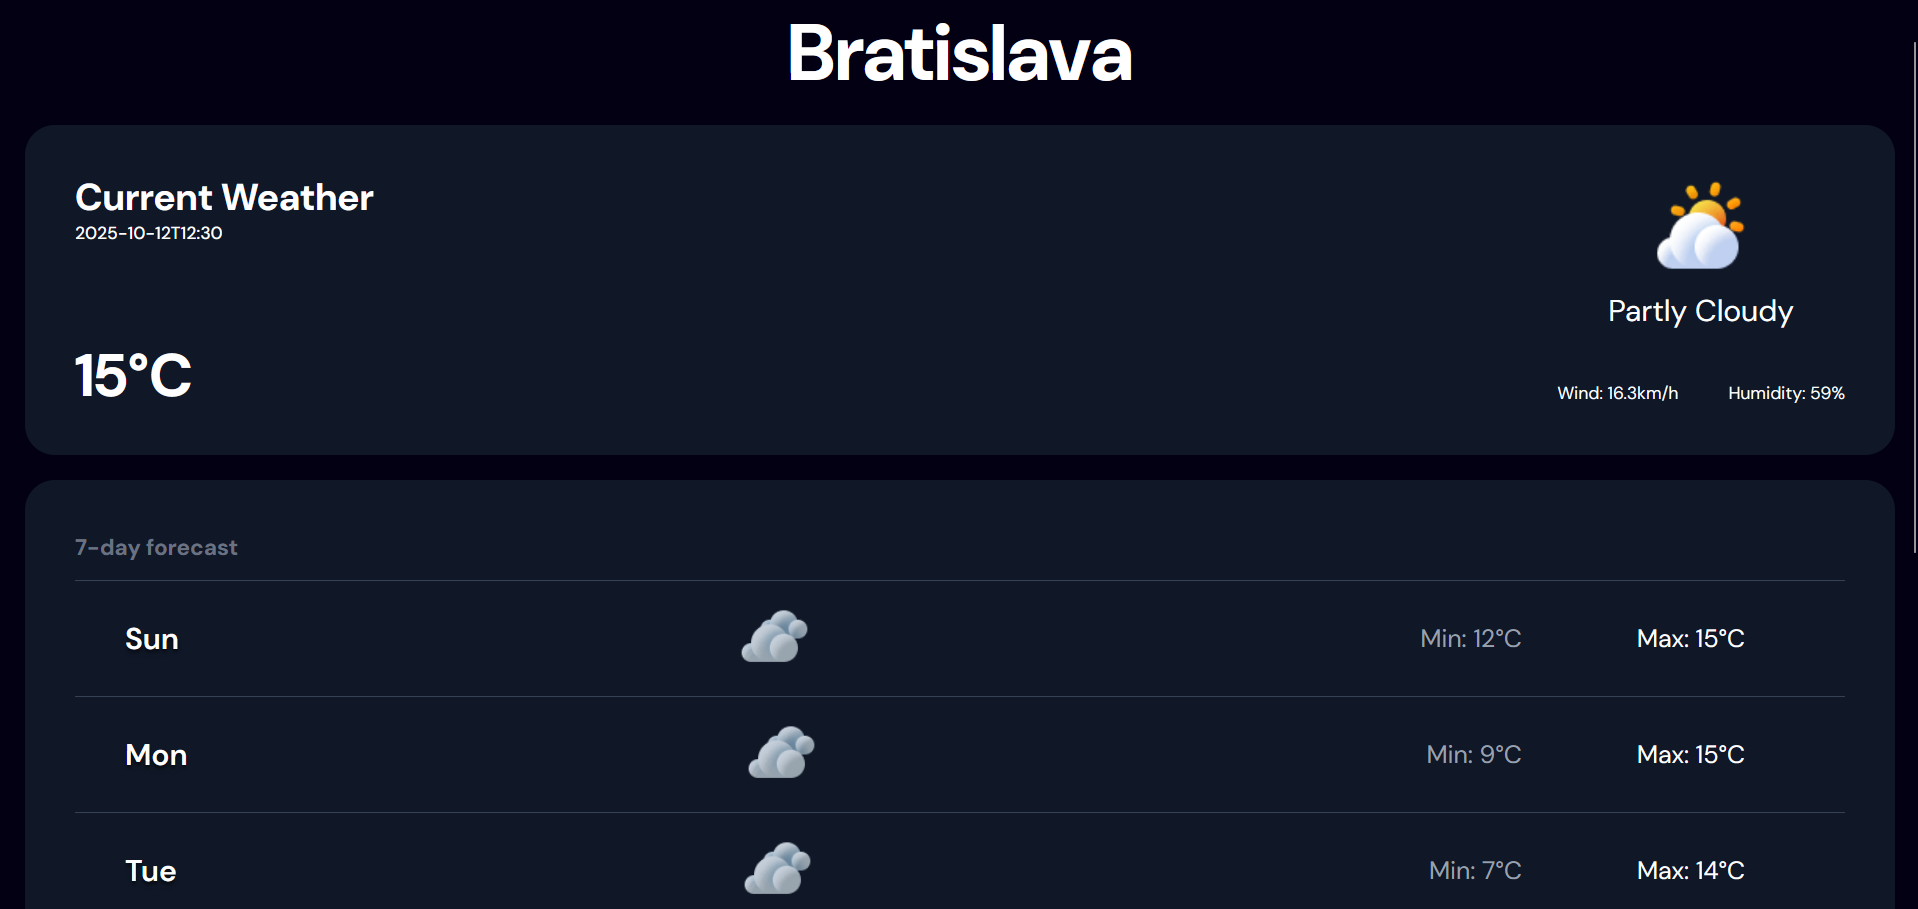 Bratislava
Current Weather
2025-10-12T12:30
Partly Cloudy
15°C
Wind: 16.3km/h Humidity: 59%
7-day forecast
Sun Min: 12°C Max: 15°C
Mon Min: 9°C Max: 15°C
Tue Min: 7°C Max: 14°C